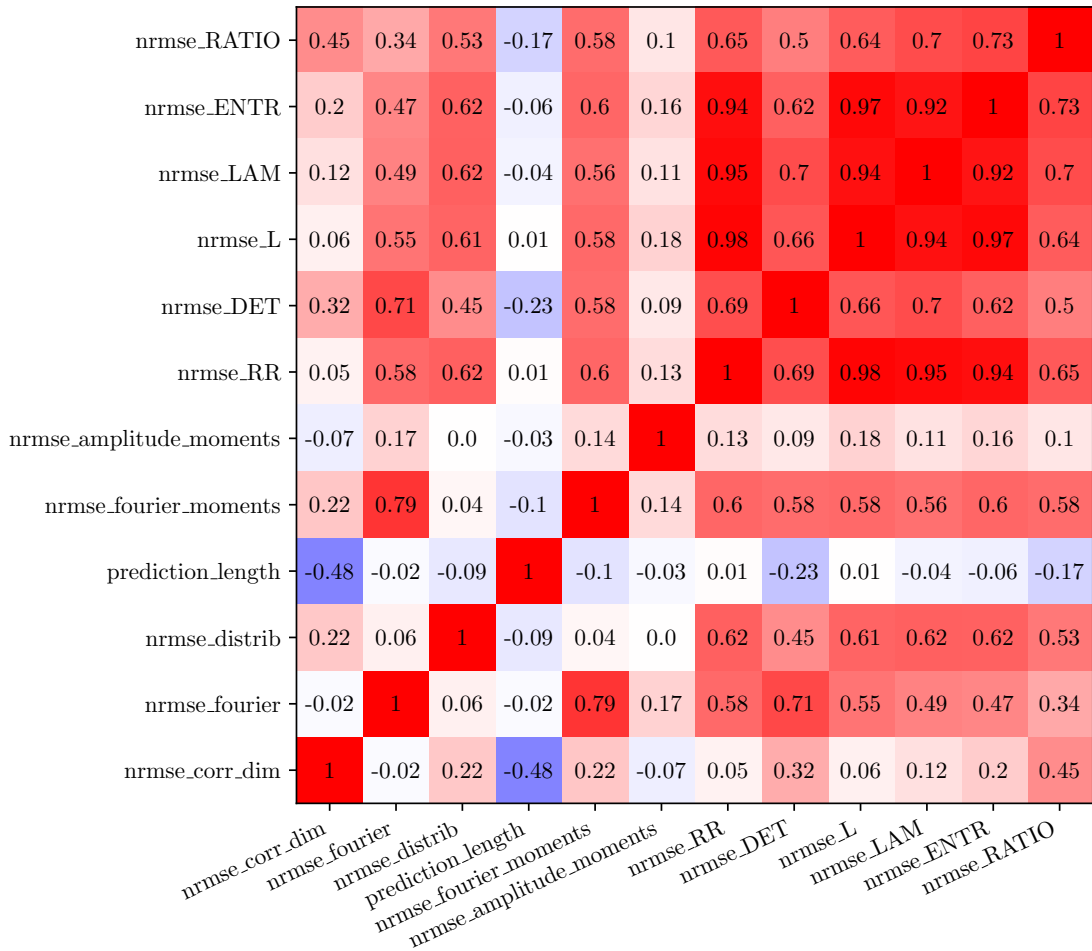 nrmse_RATIO 0.45 0.34 0.53 -0.17 0.58 0.1 0.65 0.5 0.64 0.7 0.73 1
nrmse_ENTR 0.2 0.47 0.62 -0.06 0.6 0.16 0.94 0.62 0.97 0.92 1 0.73
nrmse_LAM 0.12 0.49 0.62 -0.04 0.56 0.11 0.95 0.7 0.94 1 0.92 0.7
nrmse_L 0.06 0.55 0.61 0.01 0.58 0.18 0.98 0.66 1 0.94 0.97 0.64
nrmse_DET 0.32 0.71 0.45 -0.23 0.58 0.09 0.69 1 0.66 0.7 0.62 0.5
nrmse_RR 0.05 0.58 0.62 0.01 0.6 0.13 1 0.69 0.98 0.95 0.94 0.65
nrmse_amplitude_moments -0.07 0.17 0.0 -0.03 0.14 1 0.13 0.09 0.18 0.11 0.16 0.1
nrmse_fourier_moments 0.22 0.79 0.04 -0.1 1 0.14 0.6 0.58 0.58 0.56 0.6 0.58
prediction_length -0.48 -0.02 -0.09 1 -0.1 -0.03 0.01 -0.23 0.01 -0.04 -0.06 -0.17
nrmse_distrib 0.22 0.06 1 -0.09 0.04 0.0 0.62 0.45 0.61 0.62 0.62 0.53
nrmse_fourier -0.02 1 0.06 -0.02 0.79 0.17 0.58 0.71 0.55 0.49 0.47 0.34
nrmse_corr_dim 1 -0.02 0.22 -0.48 0.22 -0.07 0.05 0.32 0.06 0.12 0.2 0.45
nrmse_corr_dim
nrmse_fourier
nrmse_distrib
prediction_length
nrmse_fourier_moments
nrmse_amplitude_moments
nrmse_RR
nrmse_DET
nrmse_L
nrmse_LAM
nrmse_ENTR
nrmse_RATIO